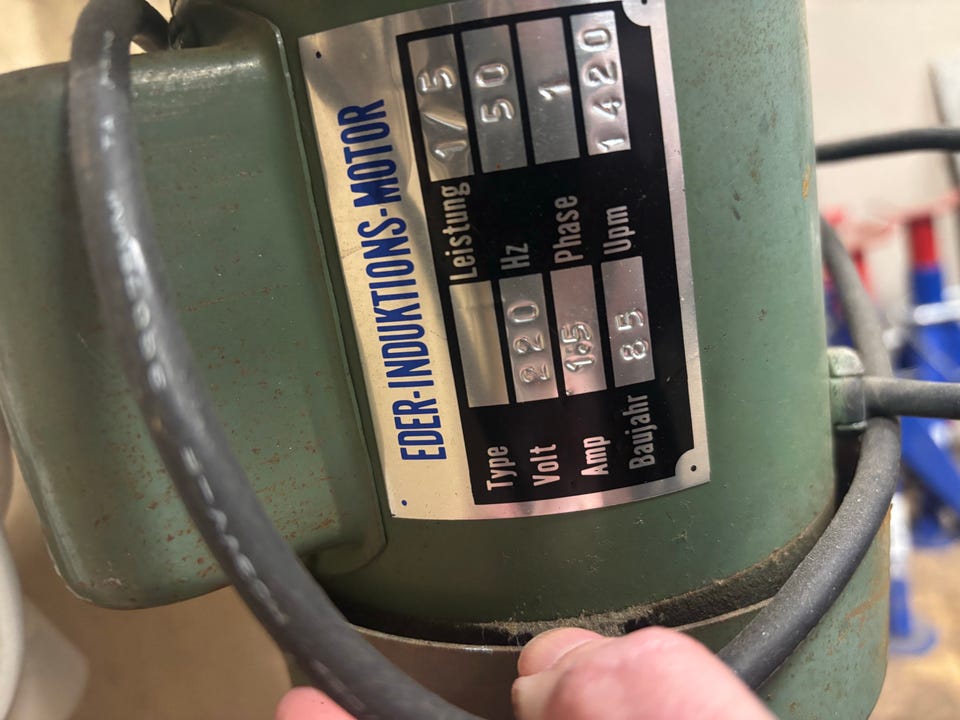 EDER-INDUKTIONS-MOTOR
Type Leistung 1/5
Volt 220 Hz 50
Amp 1.5 Phase 1
Baujahr 85 Upm 1420